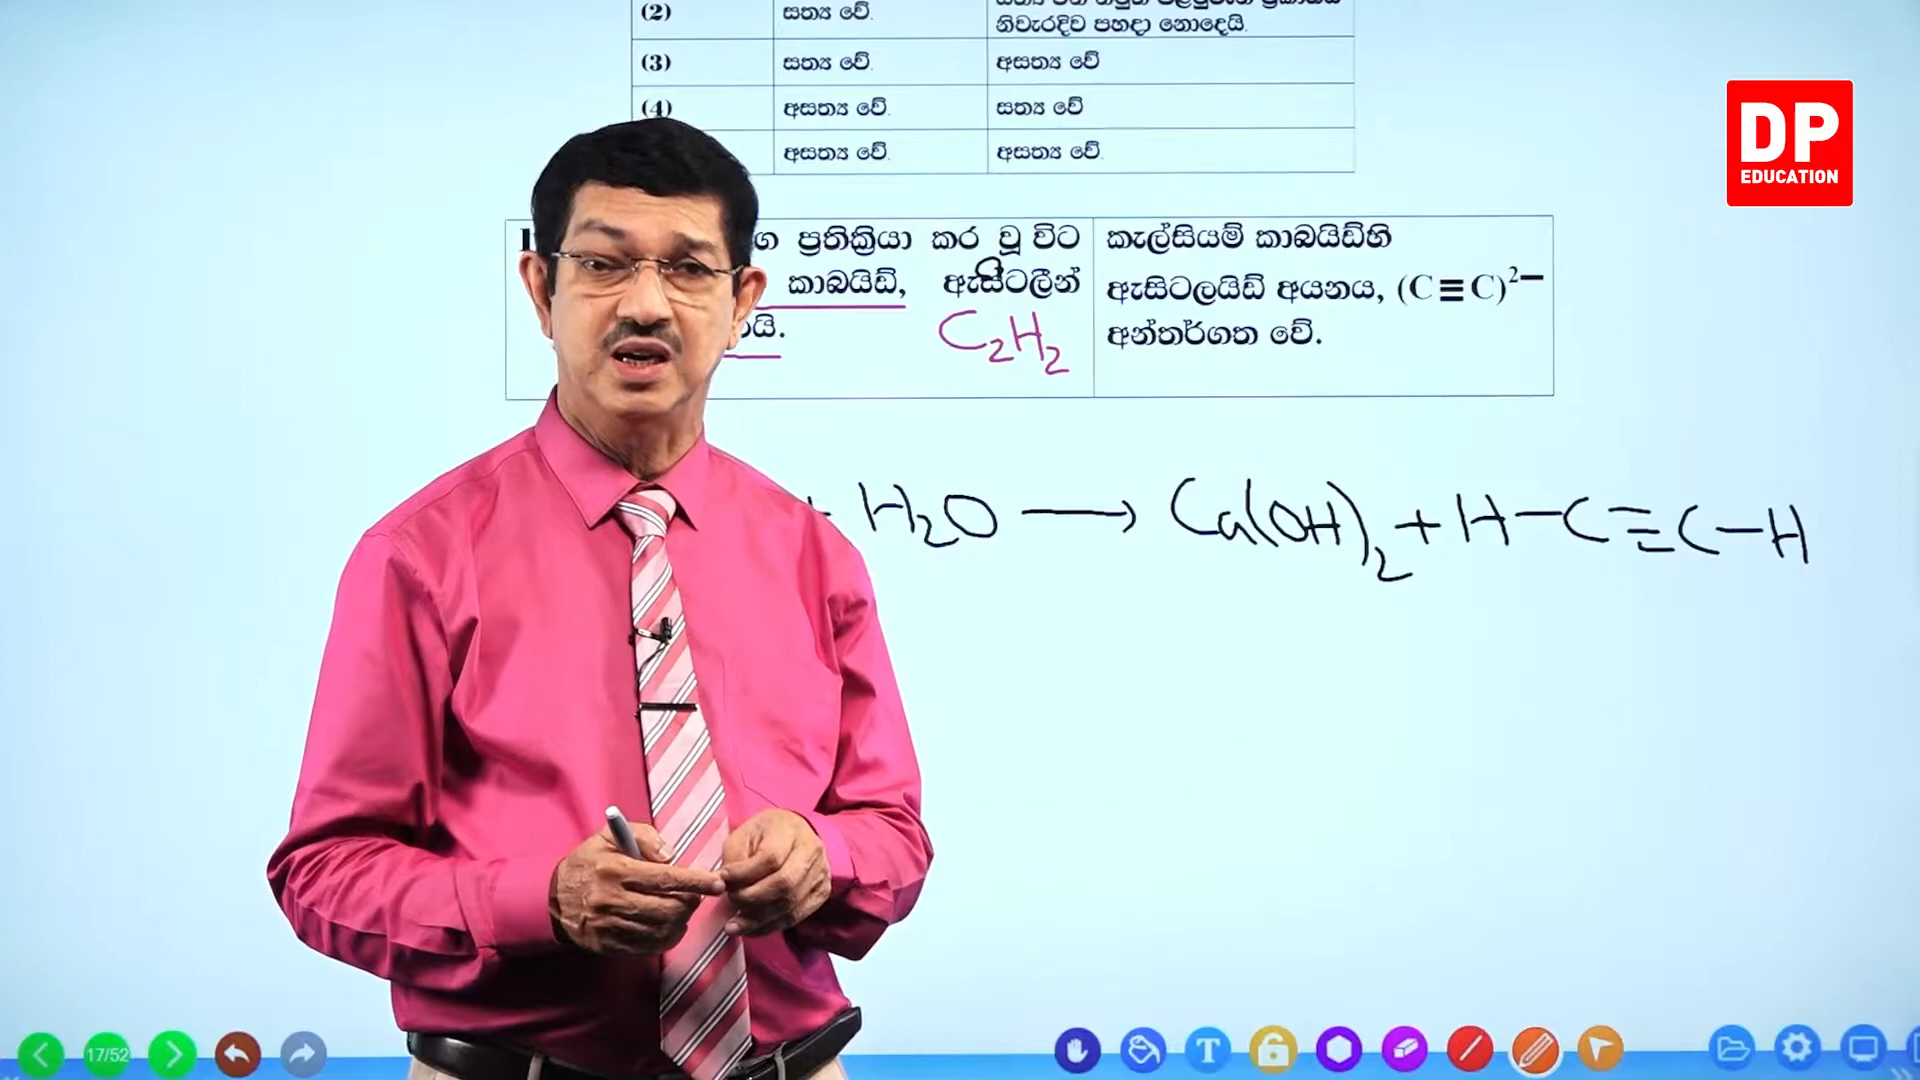 (2) සත්‍ය වේ.
නිවැරදිව පහදා නොදෙයි.
(3) සත්‍ය වේ. අසත්‍ය වේ
(4) අසත්‍ය වේ. සත්‍ය වේ
අසත්‍ය වේ. අසත්‍ය වේ.
DP
EDUCATION
ප්‍රතික්‍රියා කර වූ විට
කාබයිඩ්, ඇසිටලීන්
C₂H₂
කැල්සියම් කාබයිඩ්හි
ඇසිටලයිඩ් අයනය, (C≡C)²⁻
අන්තර්ගත වේ.
+ H₂O → Ca(OH)₂ + H-C≡C-H
17/52
T